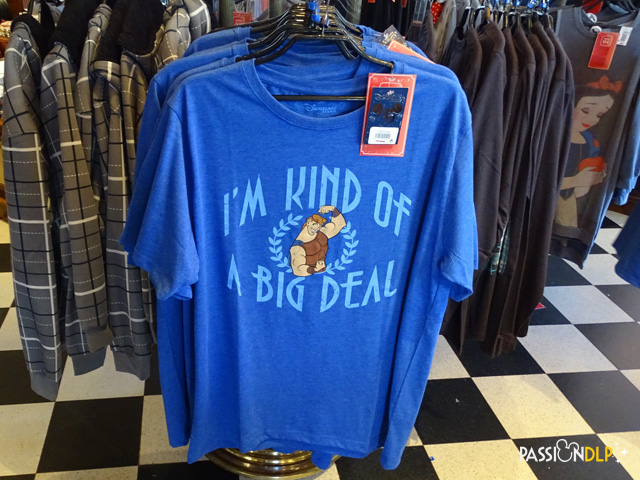 I'M KIND OF
A BIG DEAL
PASSIONDLP